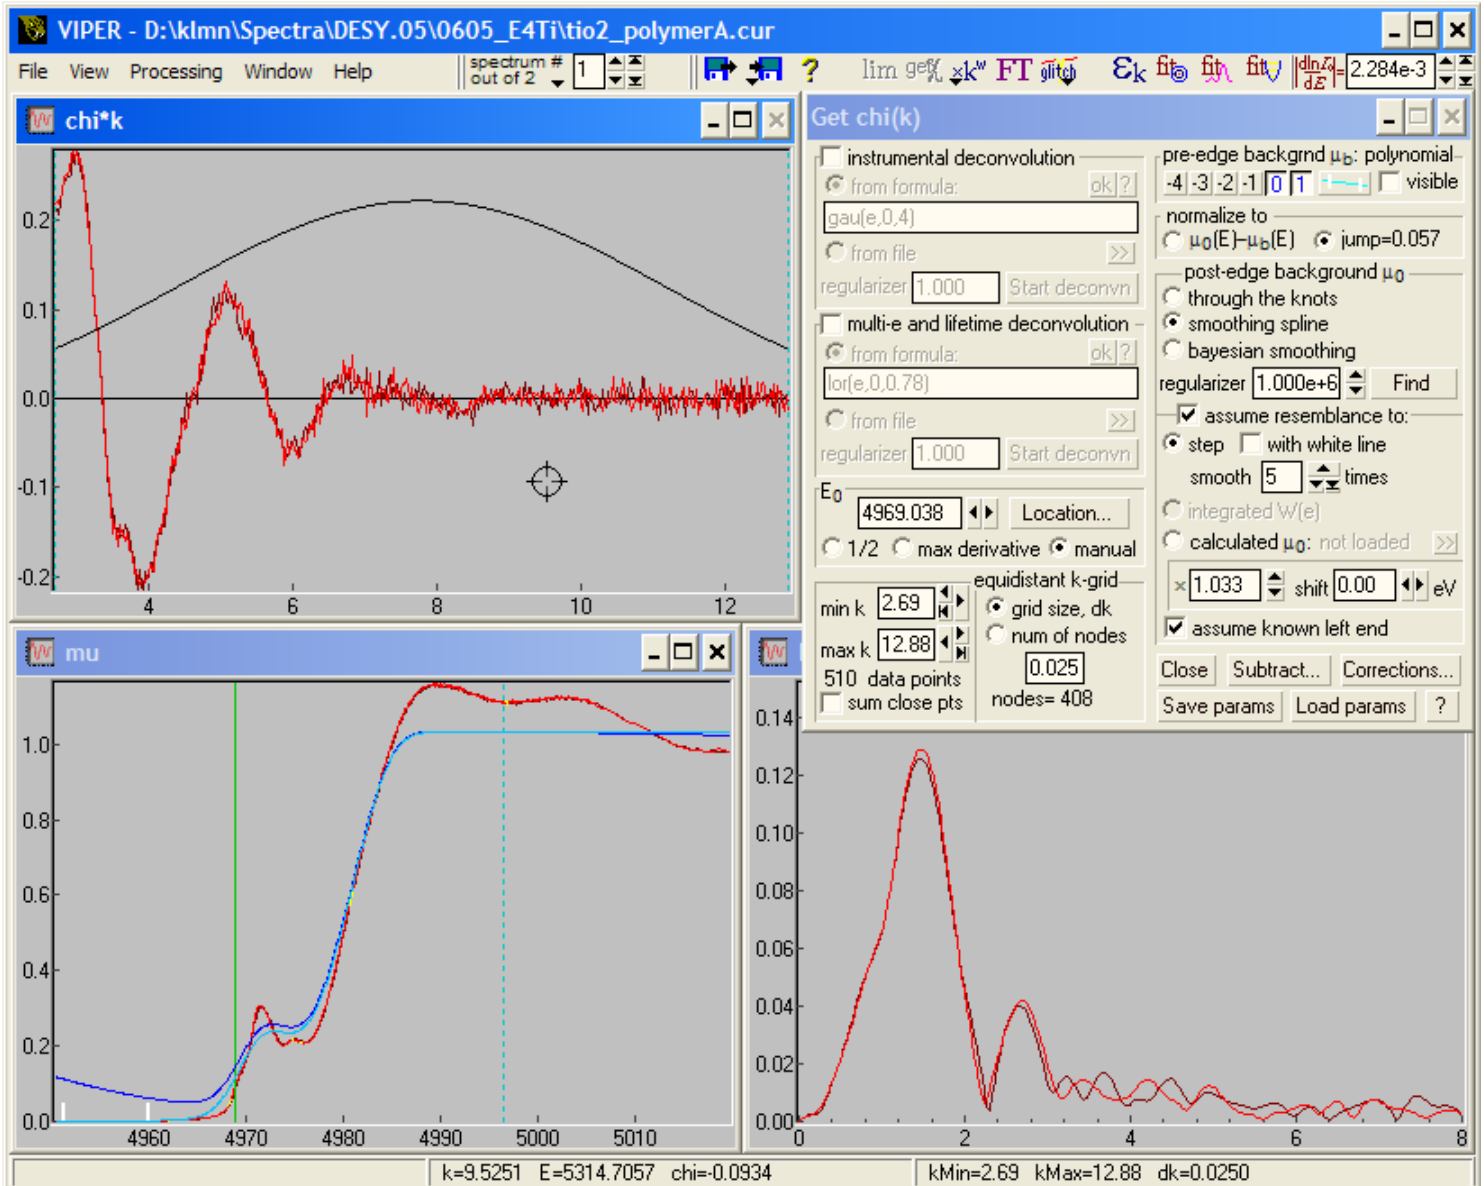 VIPER - D:\klmn\Spectra\DESY.05\0605_E4Ti\tio2_polymerA.cur
File View Processing Window Help
spectrum #
out of 2
1
?
lim
×kʷ FT glitch
εk fit fit fit
=2.284e-3
chi*k
0.2
0.1
0.0
-0.1
-0.2
4 6 8 10 12
Get chi(k)
instrumental deconvolution
from formula: ok ?
gau(e,0,4)
from file >>
regularizer 1.000 Start deconvn
multi-e and lifetime deconvolution
from formula: ok ?
lor(e,0,0.78)
from file >>
regularizer 1.000 Start deconvn
E0
4969.038 Location...
1/2 max derivative manual
min k 2.69
max k 12.88
510 data points
sum close pts
equidistant k-grid
grid size, dk
num of nodes
0.025
nodes= 408
pre-edge backgrnd μb: polynomial
-4 -3 -2 -1 0 1 visible
normalize to
μ0(E)-μb(E) jump=0.057
post-edge background μ0
through the knots
smoothing spline
bayesian smoothing
regularizer 1.000e+6 Find
assume resemblance to:
step with white line
smooth 5 times
integrated W(e)
calculated μ0: not loaded >>
×1.033 shift 0.00 eV
assume known left end
Close Subtract... Corrections...
Save params Load params ?
mu
1.0
0.8
0.6
0.4
0.2
0.0
4960 4970 4980 4990 5000 5010
0.14
0.12
0.10
0.08
0.06
0.04
0.02
0.00
0 2 4 6 8
k=9.5251 E=5314.7057 chi=-0.0934
kMin=2.69 kMax=12.88 dk=0.0250